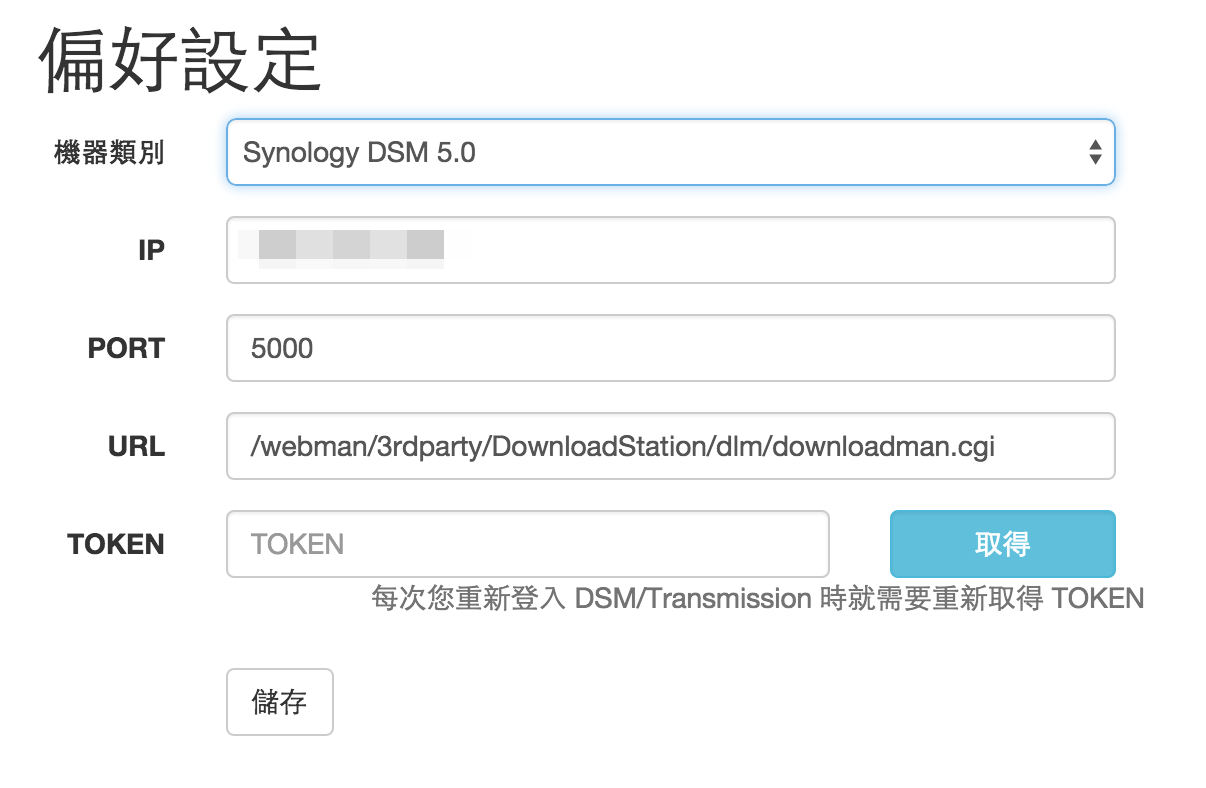 偏好設定
機器類別 Synology DSM 5.0
IP
PORT 5000
URL /webman/3rdparty/DownloadStation/dlm/downloadman.cgi
TOKEN TOKEN 取得
每次您重新登入 DSM/Transmission 時就需要重新取得 TOKEN
儲存